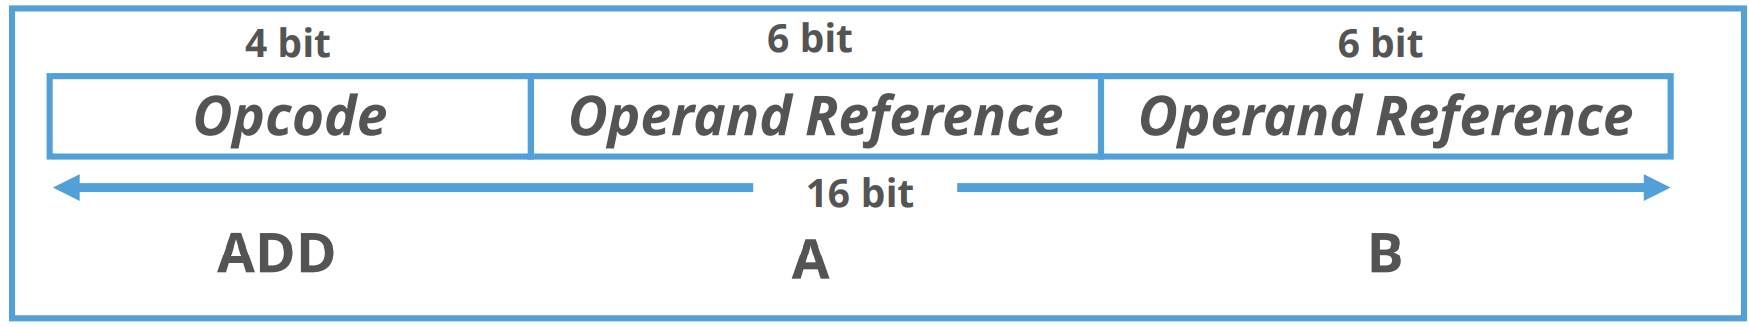 4 bit 6 bit 6 bit
Opcode Operand Reference Operand Reference
16 bit
ADD A B